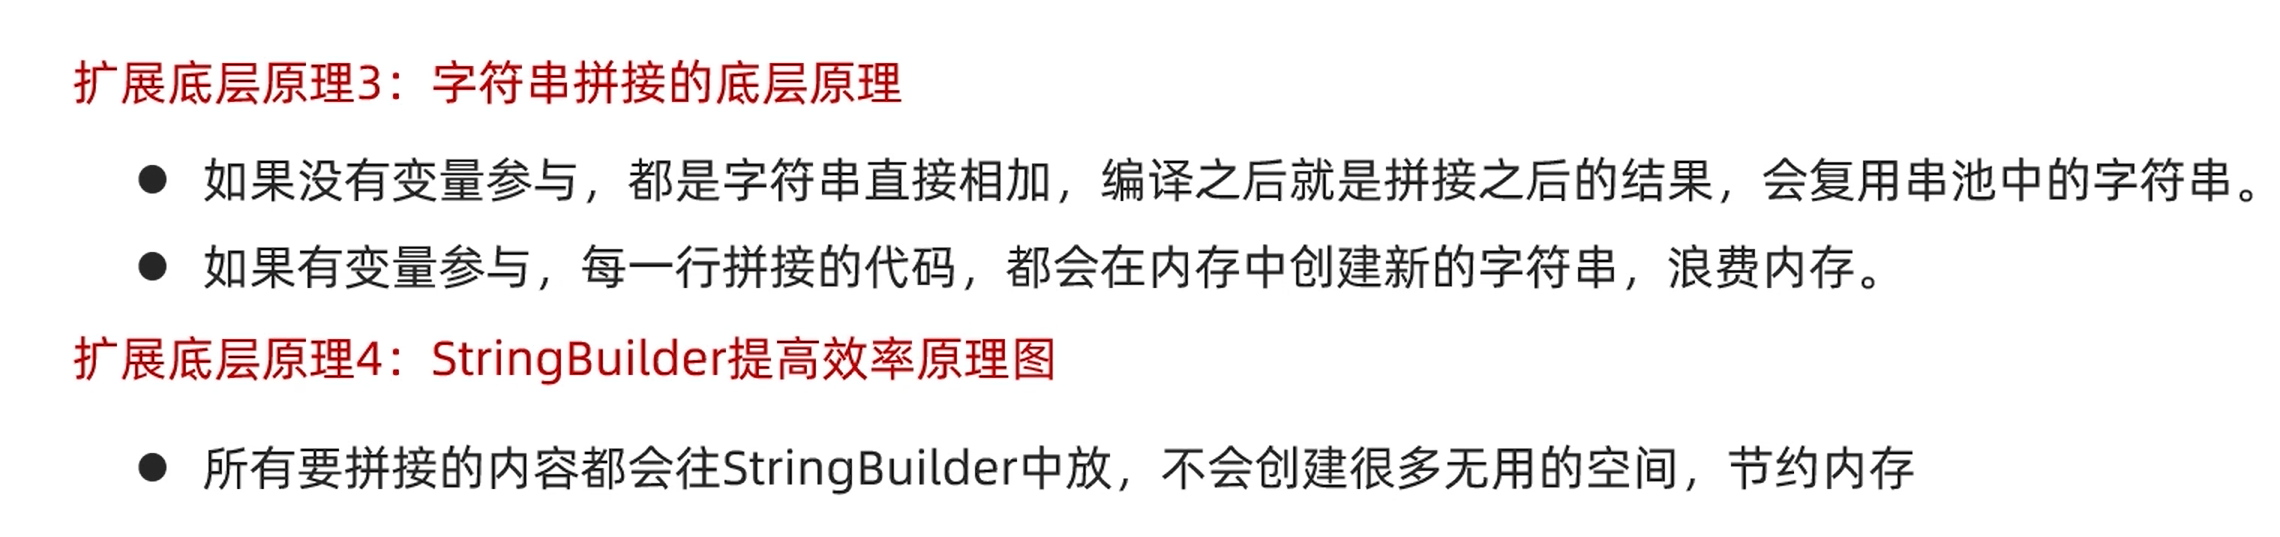 扩展底层原理3：字符串拼接的底层原理
● 如果没有变量参与，都是字符串直接相加，编译之后就是拼接之后的结果，会复用串池中的字符串。
● 如果有变量参与，每一行拼接的代码，都会在内存中创建新的字符串，浪费内存。
扩展底层原理4：StringBuilder提高效率原理图
● 所有要拼接的内容都会往StringBuilder中放，不会创建很多无用的空间，节约内存